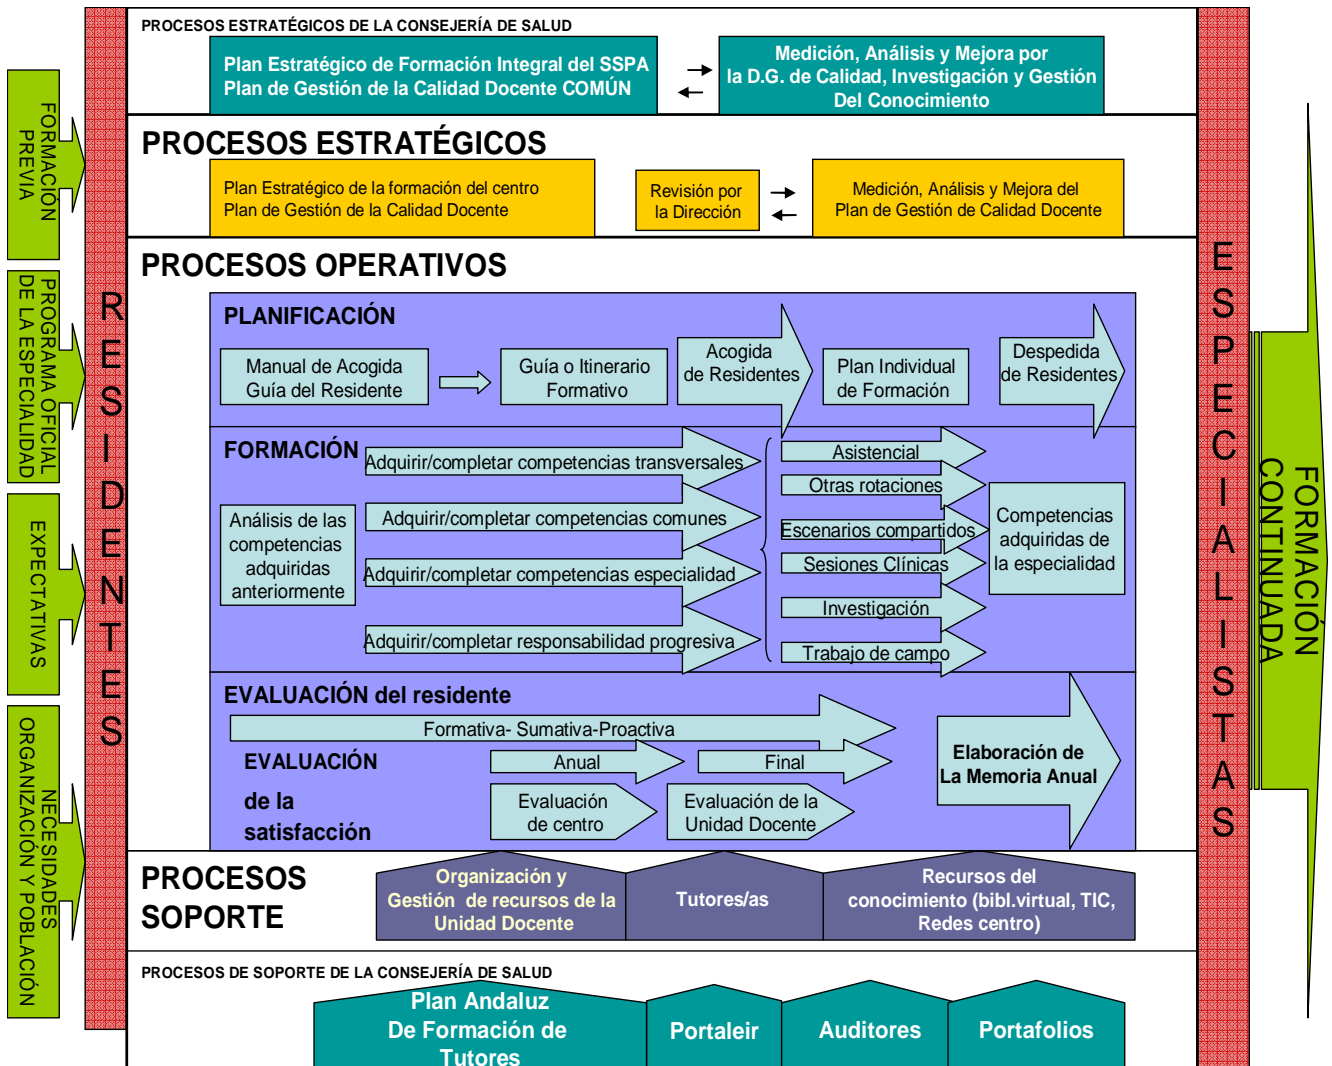 PROCESOS ESTRATÉGICOS DE LA CONSEJERÍA DE SALUD
Plan Estratégico de Formación Integral del SSPA
Plan de Gestión de la Calidad Docente COMÚN
Medición, Análisis y Mejora por
la D.G. de Calidad, Investigación y Gestión
Del Conocimiento
PROCESOS ESTRATÉGICOS
Plan Estratégico de la formación del centro
Plan de Gestión de la Calidad Docente
Revisión por
la Dirección
Medición, Análisis y Mejora del
Plan de Gestión de Calidad Docente
FORMACIÓN
PREVIA
PROGRAMA OFICIAL
DE LA ESPECIALIDAD
EXPECTATIVAS
NECESIDADES
ORGANIZACIÓN Y POBLACIÓN
RESIDENTES
PROCESOS OPERATIVOS
PLANIFICACIÓN
Manual de Acogida
Guía del Residente
Guía o Itinerario
Formativo
Acogida
de Residentes
Plan Individual
de Formación
Despedida
de Residentes
FORMACIÓN
Análisis de las
competencias
adquiridas
anteriormente
Adquirir/completar competencias transversales
Adquirir/completar competencias comunes
Adquirir/completar competencias especialidad
Adquirir/completar responsabilidad progresiva
Asistencial
Otras rotaciones
Escenarios compartidos
Sesiones Clínicas
Investigación
Trabajo de campo
Competencias
adquiridas de
la especialidad
EVALUACIÓN del residente
Formativa- Sumativa-Proactiva
EVALUACIÓN
de la
satisfacción
Anual
Final
Evaluación
de centro
Evaluación de la
Unidad Docente
Elaboración de
La Memoria Anual
PROCESOS
SOPORTE
Organización y
Gestión de recursos de la
Unidad Docente
Tutores/as
Recursos del
conocimiento (bibl.virtual, TIC,
Redes centro)
PROCESOS DE SOPORTE DE LA CONSEJERÍA DE SALUD
Plan Andaluz
De Formación de
Tutores
Portaleir
Auditores
Portafolios
ESPECIALISTAS
FORMACIÓN
CONTINUADA